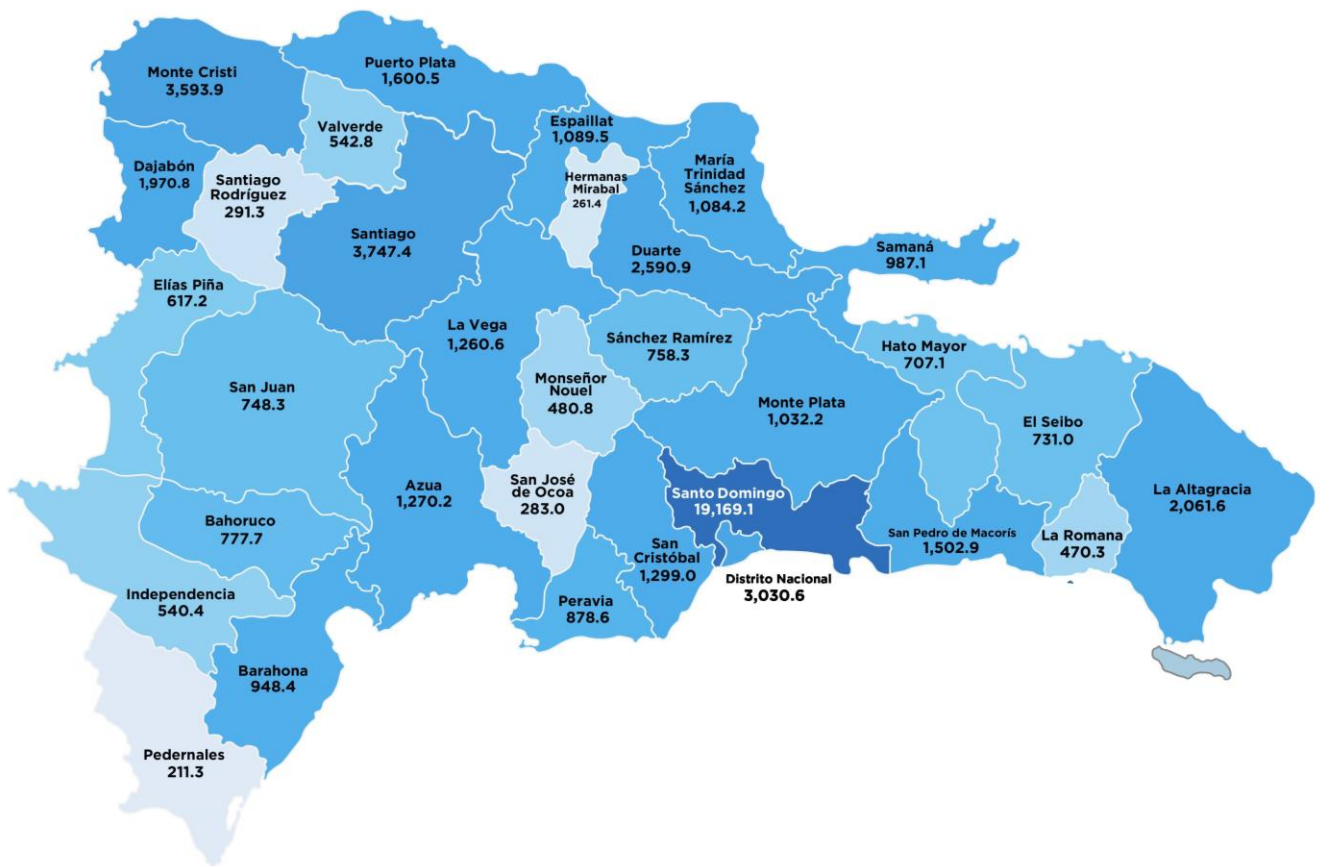 Monte Cristi
3,593.9
Puerto Plata
1,600.5
Valverde
542.8
Espaillat
1,089.5
Dajabón
1,970.8
Santiago
Rodríguez
291.3
Hermanas
Mirabal
261.4
María
Trinidad
Sánchez
1,084.2
Santiago
3,747.4
Duarte
2,590.9
Samaná
987.1
Elías Piña
617.2
La Vega
1,260.6
Sánchez Ramírez
758.3
Hato Mayor
707.1
San Juan
748.3
Monseñor
Nouel
480.8
Monte Plata
1,032.2
El Seibo
731.0
Azua
1,270.2
San José
de Ocoa
283.0
Santo Domingo
19,169.1
La Altagracia
2,061.6
Bahoruco
777.7
San Pedro de Macorís
1,502.9
La Romana
470.3
San
Cristóbal
1,299.0
Distrito Nacional
3,030.6
Independencia
540.4
Peravia
878.6
Barahona
948.4
Pedernales
211.3